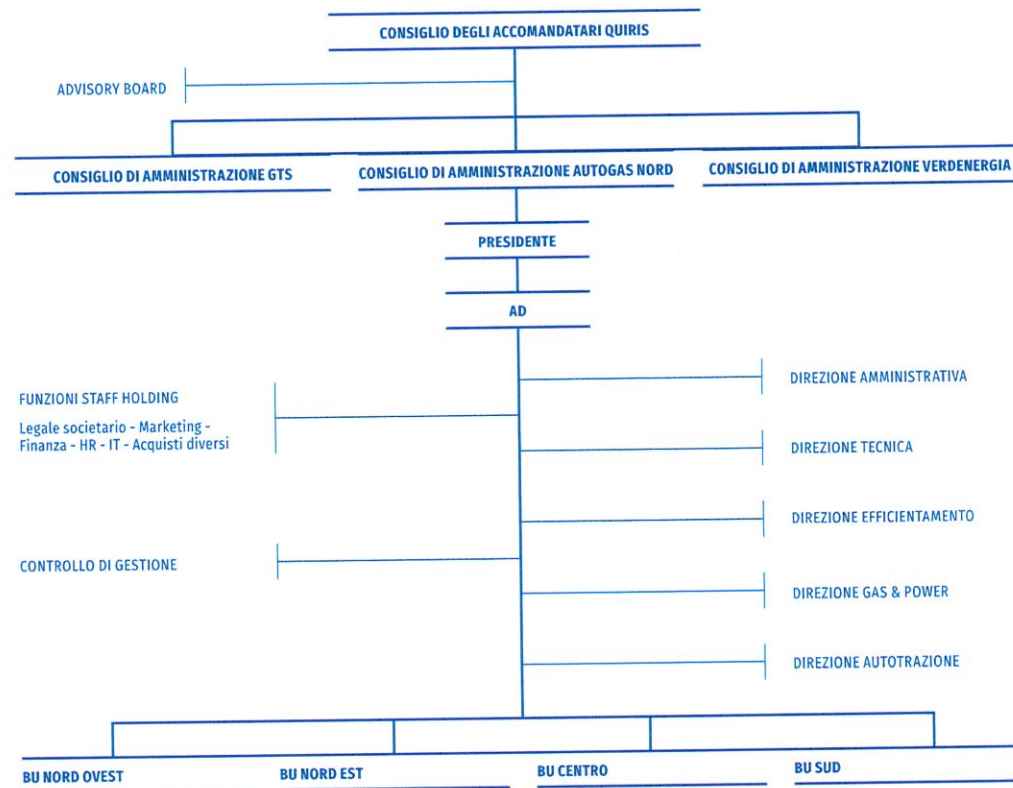 CONSIGLIO DEGLI ACCOMANDATARI QUIRIS
ADVISORY BOARD
CONSIGLIO DI AMMINISTRAZIONE GTS
CONSIGLIO DI AMMINISTRAZIONE AUTOGAS NORD
CONSIGLIO DI AMMINISTRAZIONE VERDENERGIA
PRESIDENTE
AD
FUNZIONI STAFF HOLDING
Legale societario - Marketing -
Finanza - HR - IT - Acquisti diversi
CONTROLLO DI GESTIONE
DIREZIONE AMMINISTRATIVA
DIREZIONE TECNICA
DIREZIONE EFFICIENTAMENTO
DIREZIONE GAS & POWER
DIREZIONE AUTOTRAZIONE
BU NORD OVEST
BU NORD EST
BU CENTRO
BU SUD